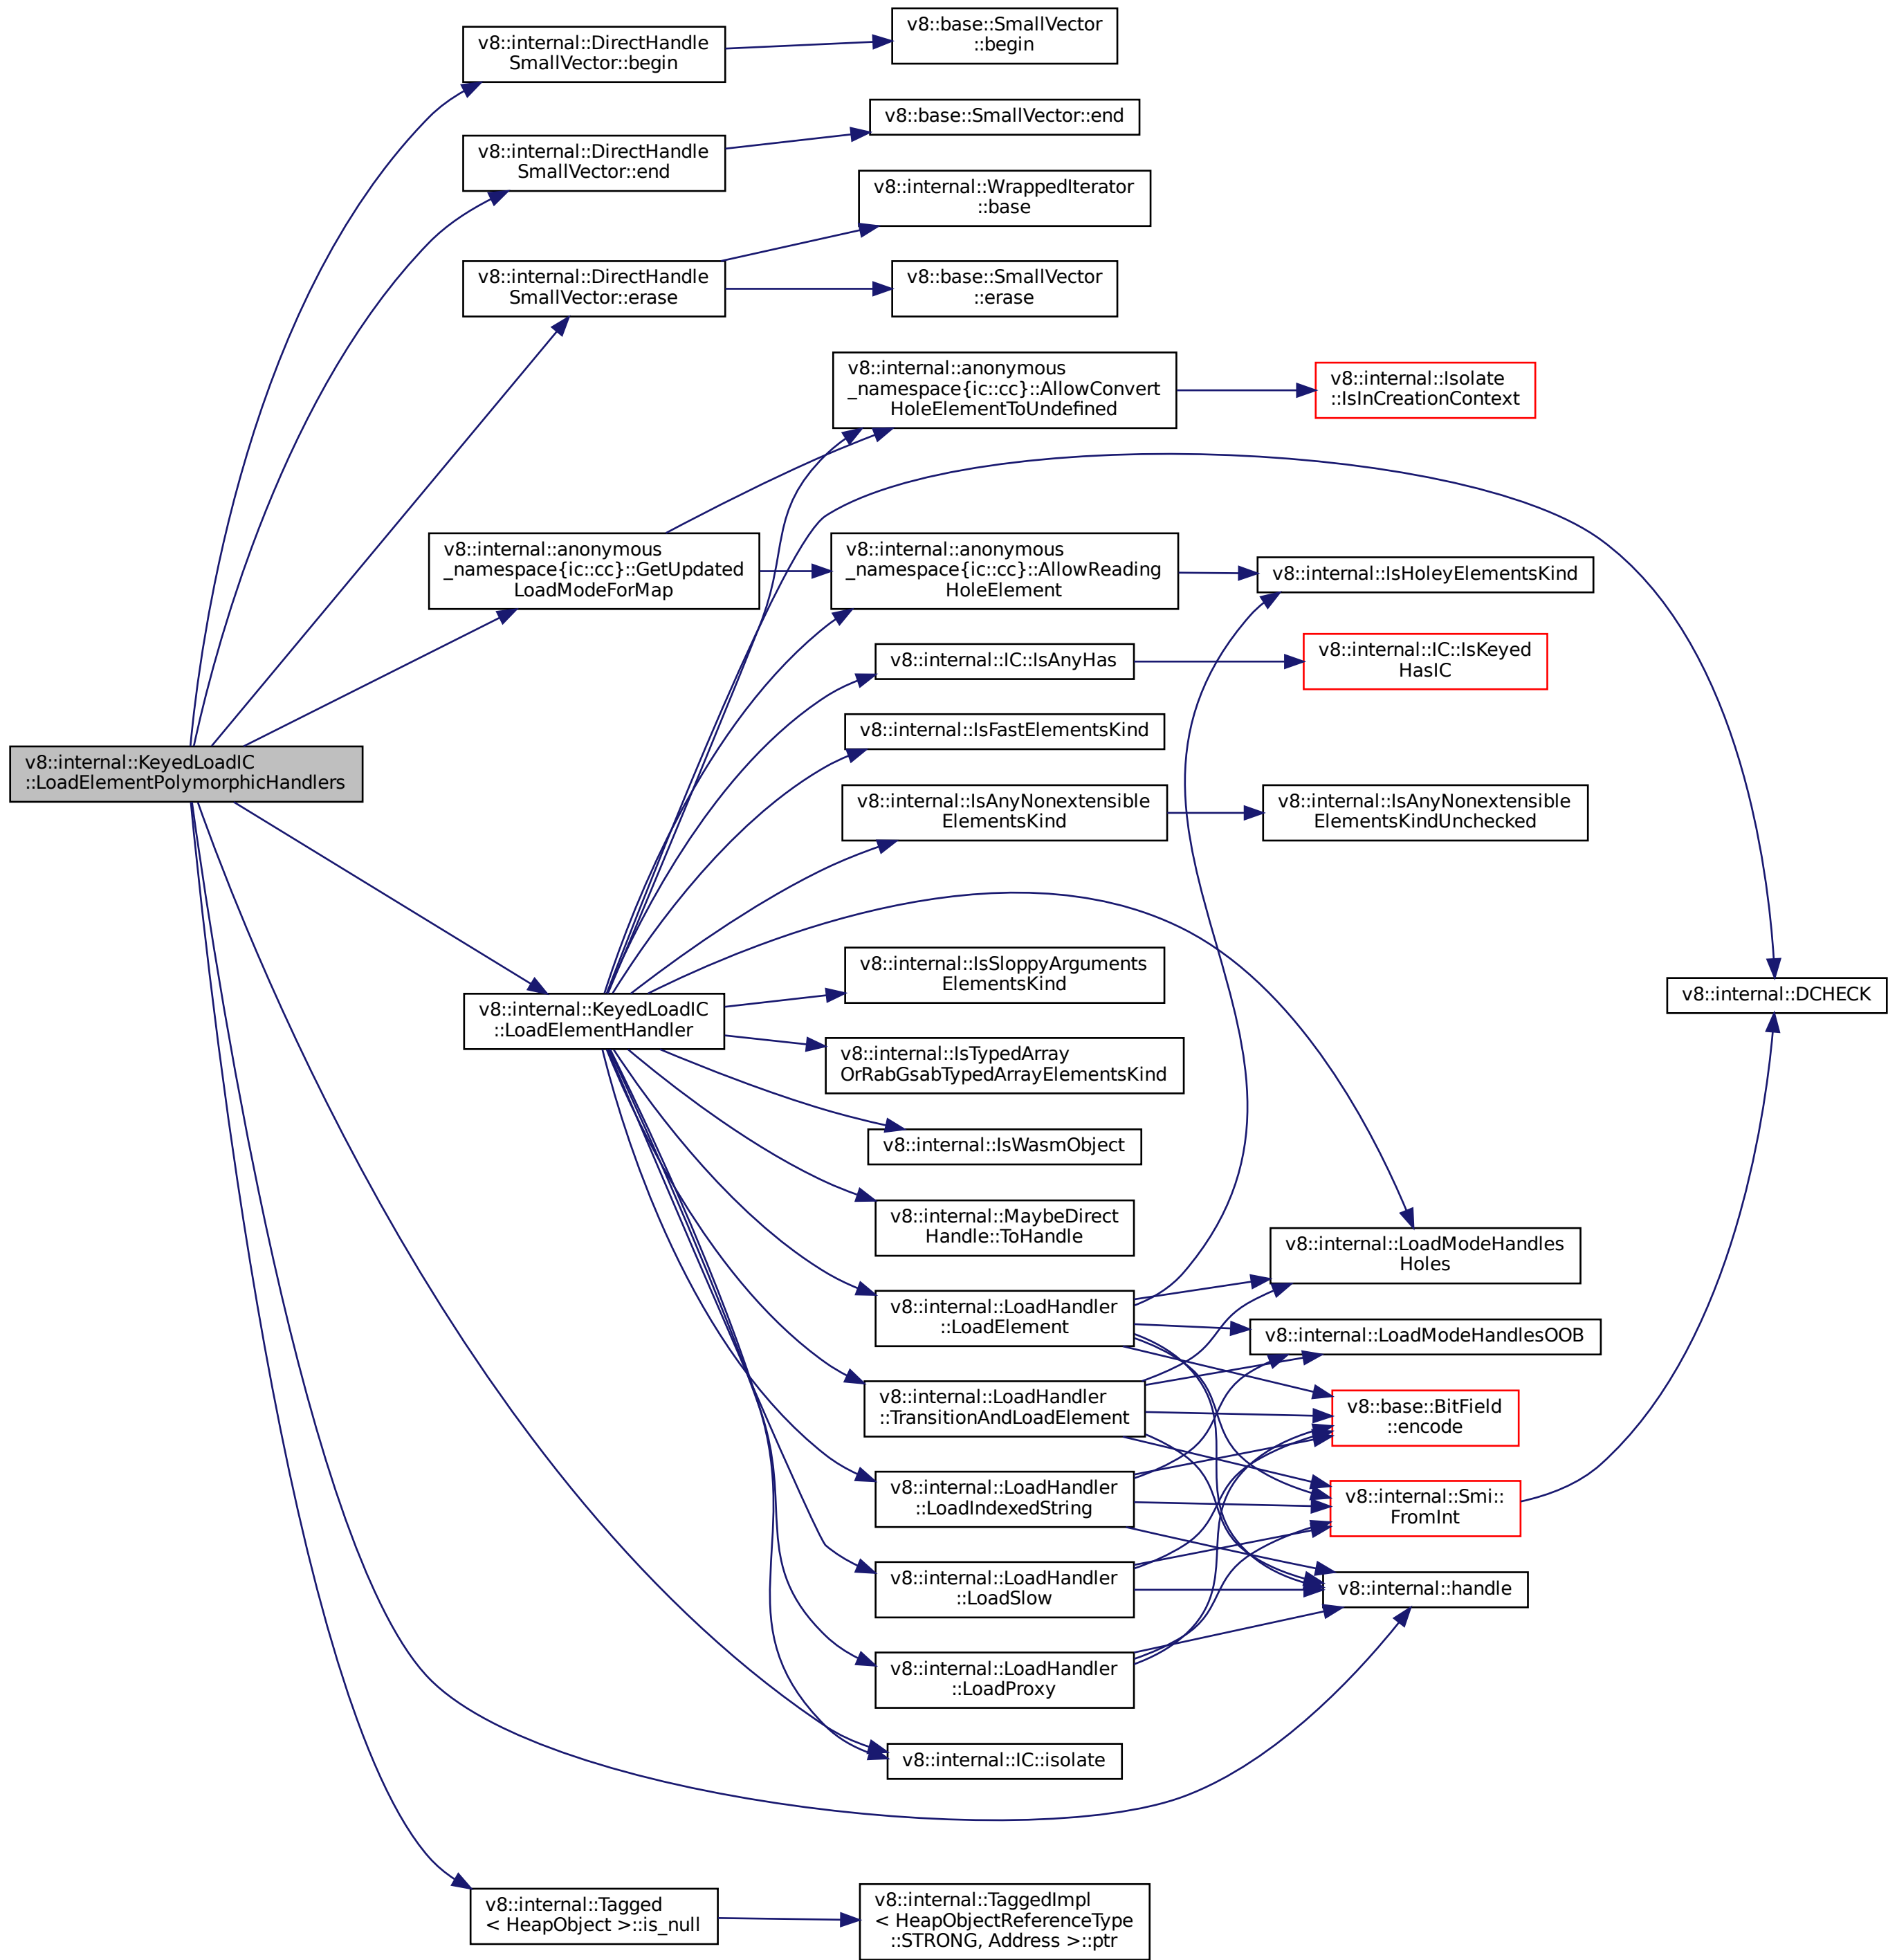 v8::internal::KeyedLoadIC
::LoadElementPolymorphicHandlers
v8::internal::DirectHandle
SmallVector::begin
v8::base::SmallVector
::begin
v8::internal::DirectHandle
SmallVector::end
v8::base::SmallVector::end
v8::internal::DirectHandle
SmallVector::erase
v8::internal::WrappedIterator
::base
v8::base::SmallVector
::erase
v8::internal::anonymous
_namespace{ic::cc}::GetUpdated
LoadModeForMap
v8::internal::anonymous
_namespace{ic::cc}::AllowConvert
HoleElementToUndefined
v8::internal::Isolate
::IsInCreationContext
v8::internal::anonymous
_namespace{ic::cc}::AllowReading
HoleElement
v8::internal::IsHoleyElementsKind
v8::internal::KeyedLoadIC
::LoadElementHandler
v8::internal::IC::IsAnyHas
v8::internal::IC::IsKeyed
HasIC
v8::internal::IsFastElementsKind
v8::internal::IsAnyNonextensible
ElementsKind
v8::internal::IsAnyNonextensible
ElementsKindUnchecked
v8::internal::IsSloppyArguments
ElementsKind
v8::internal::DCHECK
v8::internal::IsTypedArray
OrRabGsabTypedArrayElementsKind
v8::internal::IsWasmObject
v8::internal::MaybeDirect
Handle::ToHandle
v8::internal::LoadModeHandles
Holes
v8::internal::LoadHandler
::LoadElement
v8::internal::LoadModeHandlesOOB
v8::internal::LoadHandler
::TransitionAndLoadElement
v8::base::BitField
::encode
v8::internal::LoadHandler
::LoadIndexedString
v8::internal::Smi::
FromInt
v8::internal::LoadHandler
::LoadSlow
v8::internal::handle
v8::internal::LoadHandler
::LoadProxy
v8::internal::IC::isolate
v8::internal::Tagged
< HeapObject >::is_null
v8::internal::TaggedImpl
< HeapObjectReferenceType
::STRONG, Address >::ptr